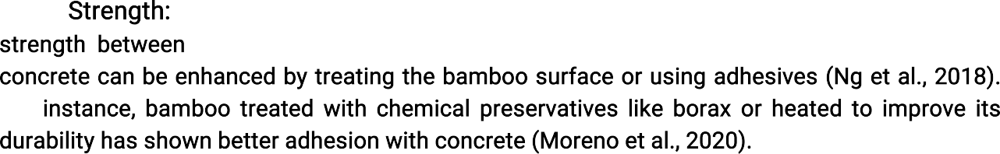 Strength:
strength between
concrete can be enhanced by treating the bamboo surface or using adhesives (Ng et al., 2018).
instance, bamboo treated with chemical preservatives like borax or heated to improve its
durability has shown better adhesion with concrete (Moreno et al., 2020).